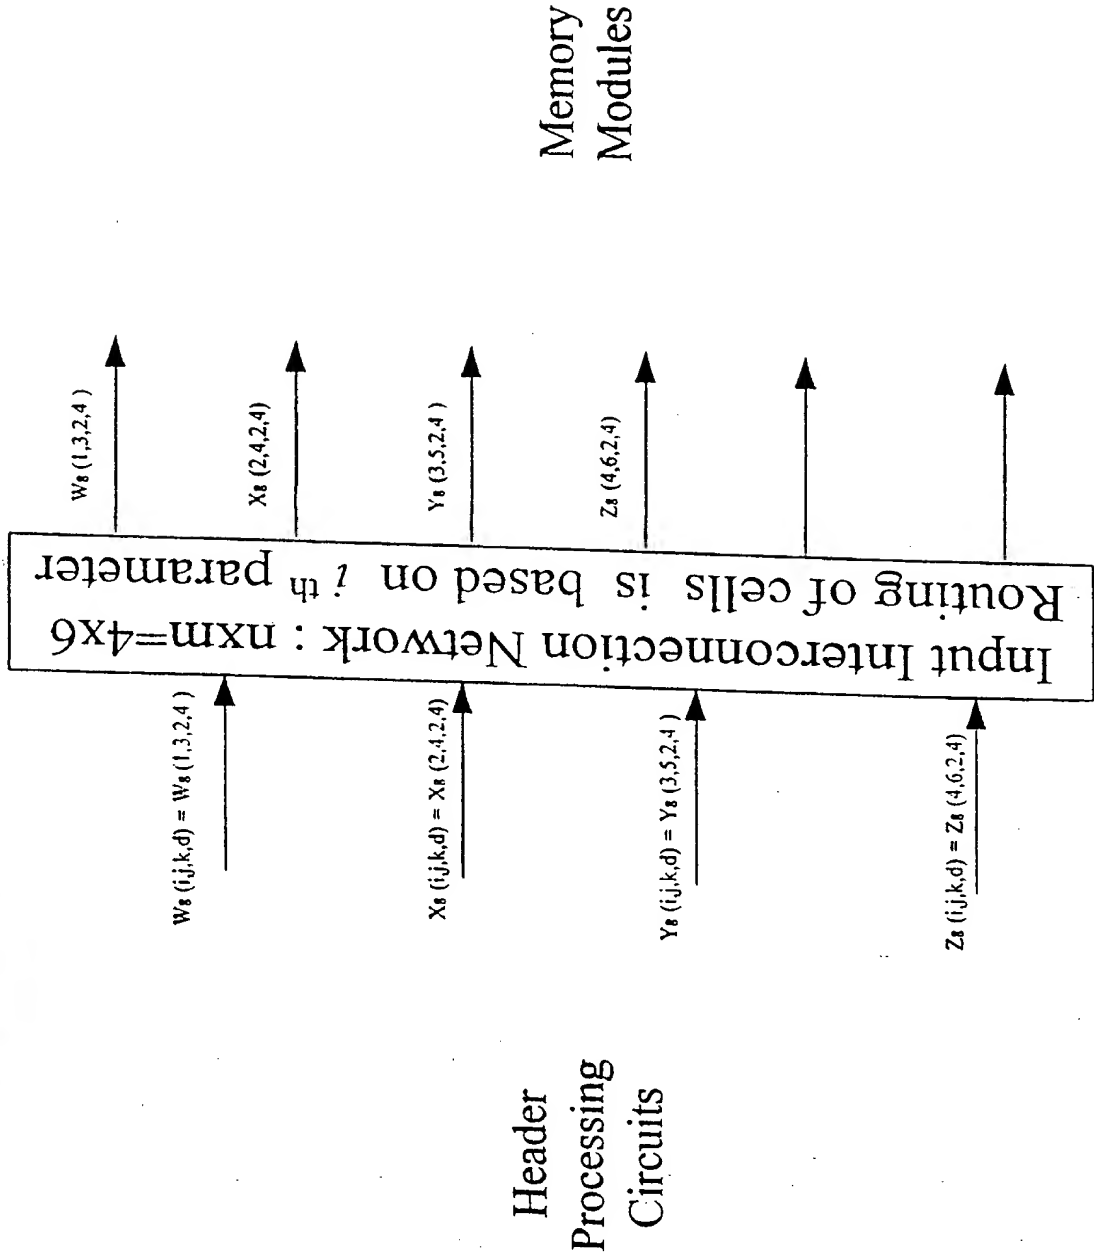 Header
Processing
Circuits
W8 (i,j,k,d) = W8 (1,3,2,4 )
X8 (i,j,k,d) = X8 (2,4,2,4)
Y8 (i,j,k,d) = Y8 (3,5,2,4 )
Z8 (i,j,k,d) = Z8 (4,6,2,4)
Input Interconnection Network : nxm=4x6
Routing of cells is based on i th parameter
W8 (1,3,2,4 )
X8 (2,4,2,4)
Y8 (3,5,2,4 )
Z8 (4,6,2,4)
Memory
Modules